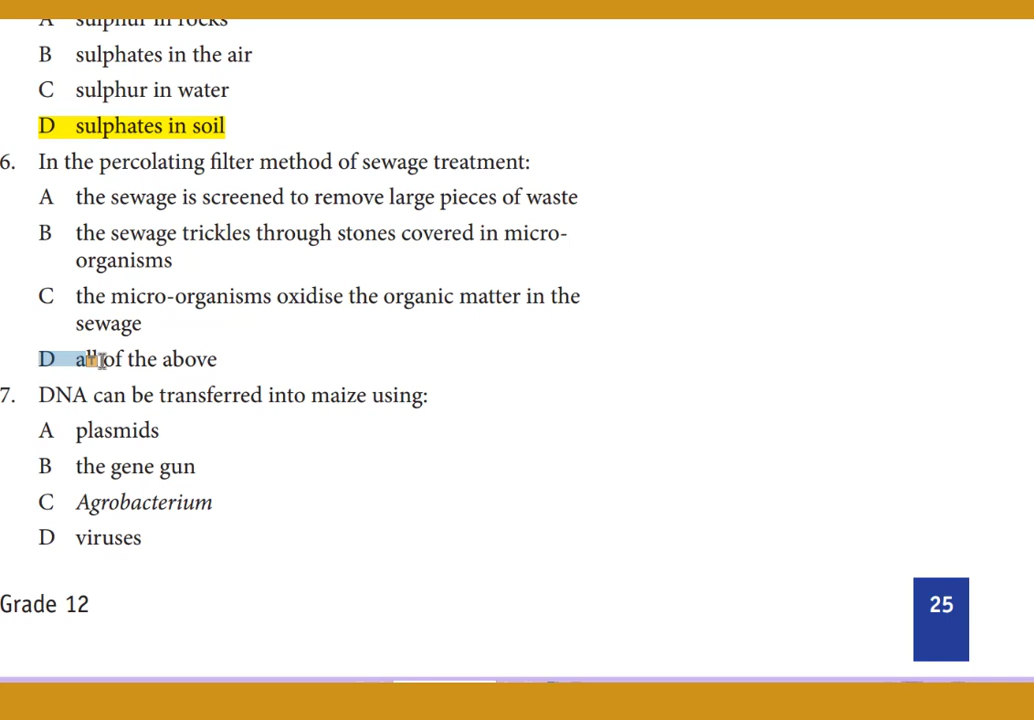 A sulphur in rocks
B sulphates in the air
C sulphur in water
D sulphates in soil
6. In the percolating filter method of sewage treatment:
A the sewage is screened to remove large pieces of waste
B the sewage trickles through stones covered in micro-
organisms
C the micro-organisms oxidise the organic matter in the
sewage
D all of the above
7. DNA can be transferred into maize using:
A plasmids
B the gene gun
C Agrobacterium
D viruses
Grade 12
25